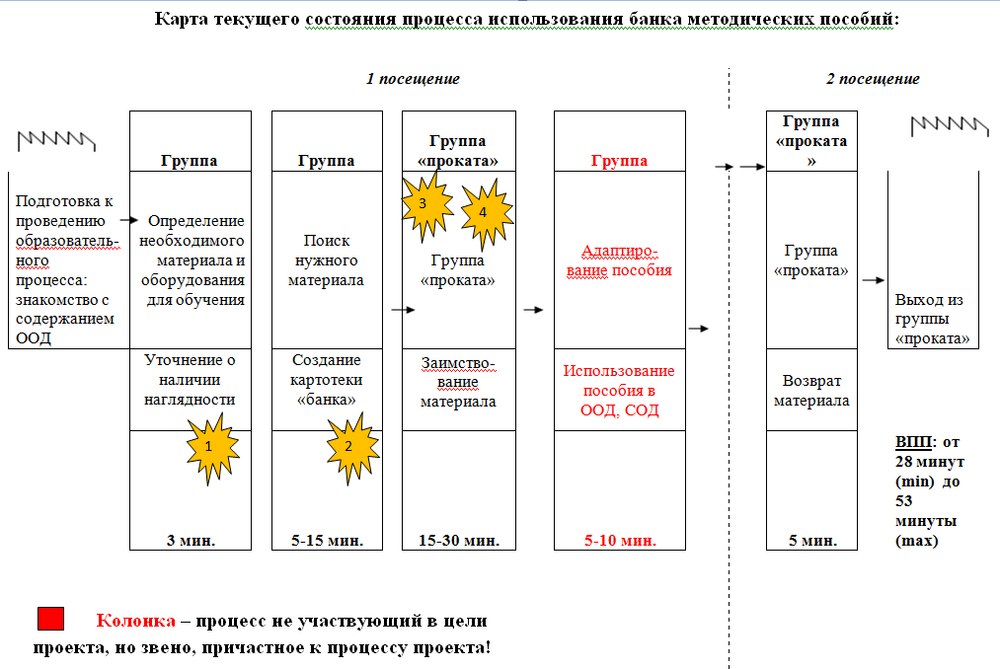 Карта текущего состояния процесса использования банка методических пособий:
1 посещение
2 посещение
Подготовка к
проведению
образователь-
ного
процесса:
знакомство с
содержанием
ООД
Группа
Определение
необходимого
материала и
оборудования
для обучения
Уточнение о
наличии
наглядности
1
3 мин.
Группа
Поиск
нужного
материала
Создание
картотеки
«банка»
2
5-15 мин.
Группа
«проката»
3
4
Группа
«проката»
Заимство-
вание
материала
15-30 мин.
Группа
Адаптиро-
вание пособия
Использование
пособия в
ООД, СОД
5-10 мин.
Группа
«проката
»
Группа
«проката»
Возврат
материала
5 мин.
Выход из
группы
«проката»
ВПП: от
28 минут
(min) до
53
минуты
(max)
Колонка – процесс не участвующий в цели
проекта, но звено, причастное к процессу проекта!